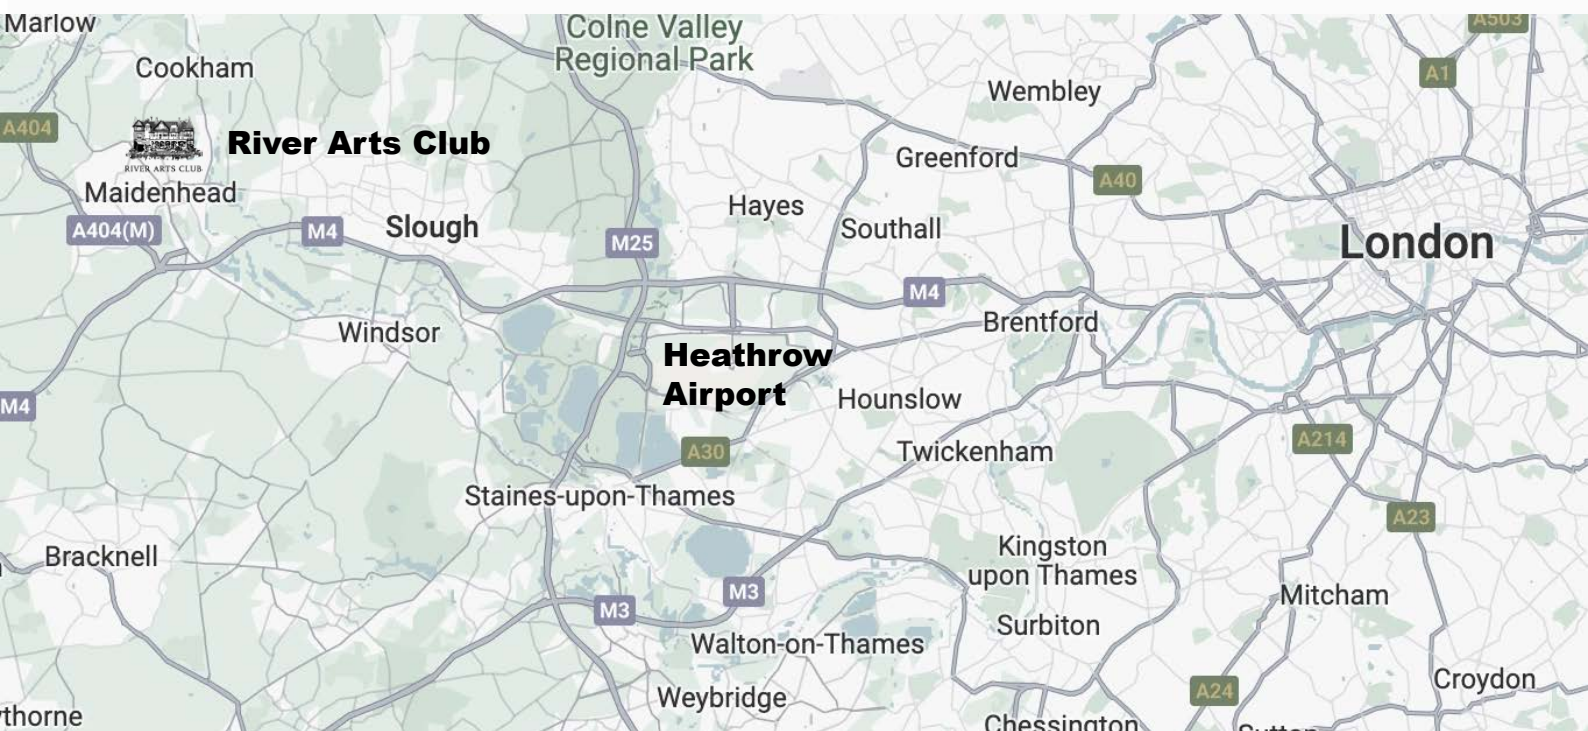 Marlow
Colne Valley
Regional Park
A503
Cookham
A1
Wembley
A404
River Arts Club
RIVER ARTS CLUB
Greenford
A40
Maidenhead
Hayes
A404(M)
M4
Slough
M25
Southall
London
M4
Windsor
Brentford
Heathrow
Airport
M4
Hounslow
A30
Twickenham
A214
Staines-upon-Thames
A23
Bracknell
Kingston
upon Thames
M3
M3
Mitcham
Surbiton
Walton-on-Thames
Croydon
Weybridge
A24
thorne
Chessington